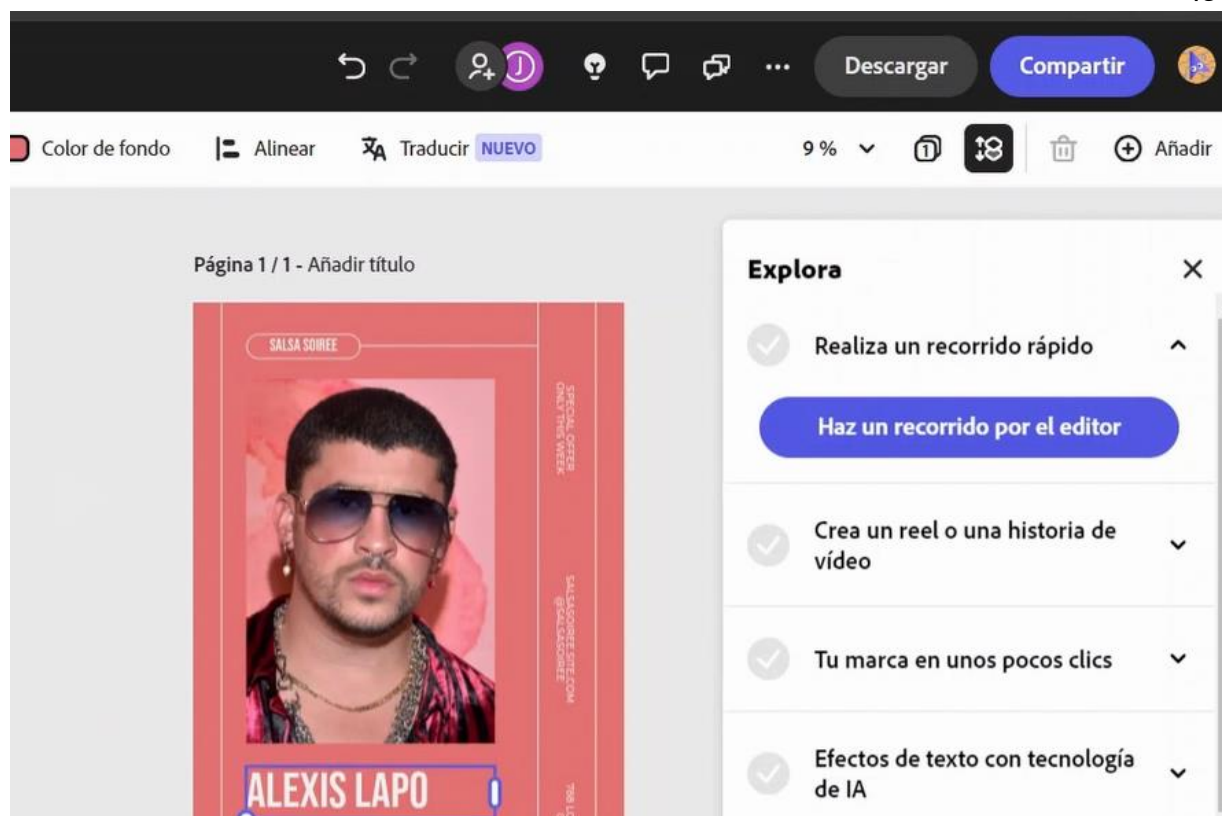 J
Descargar
Compartir
Color de fondo
Alinear
Traducir NUEVO
9 %
1
Añadir
Página 1 / 1 - Añadir título
SALSA SOIREE
SPECIAL OFFER
ONLY THIS WEEK
SALSASOIREE.SITE.COM
@SALSASOIREE
ALEXIS LAPO
Explora
Realiza un recorrido rápido
Haz un recorrido por el editor
Crea un reel o una historia de
vídeo
Tu marca en unos pocos clics
Efectos de texto con tecnología
de IA